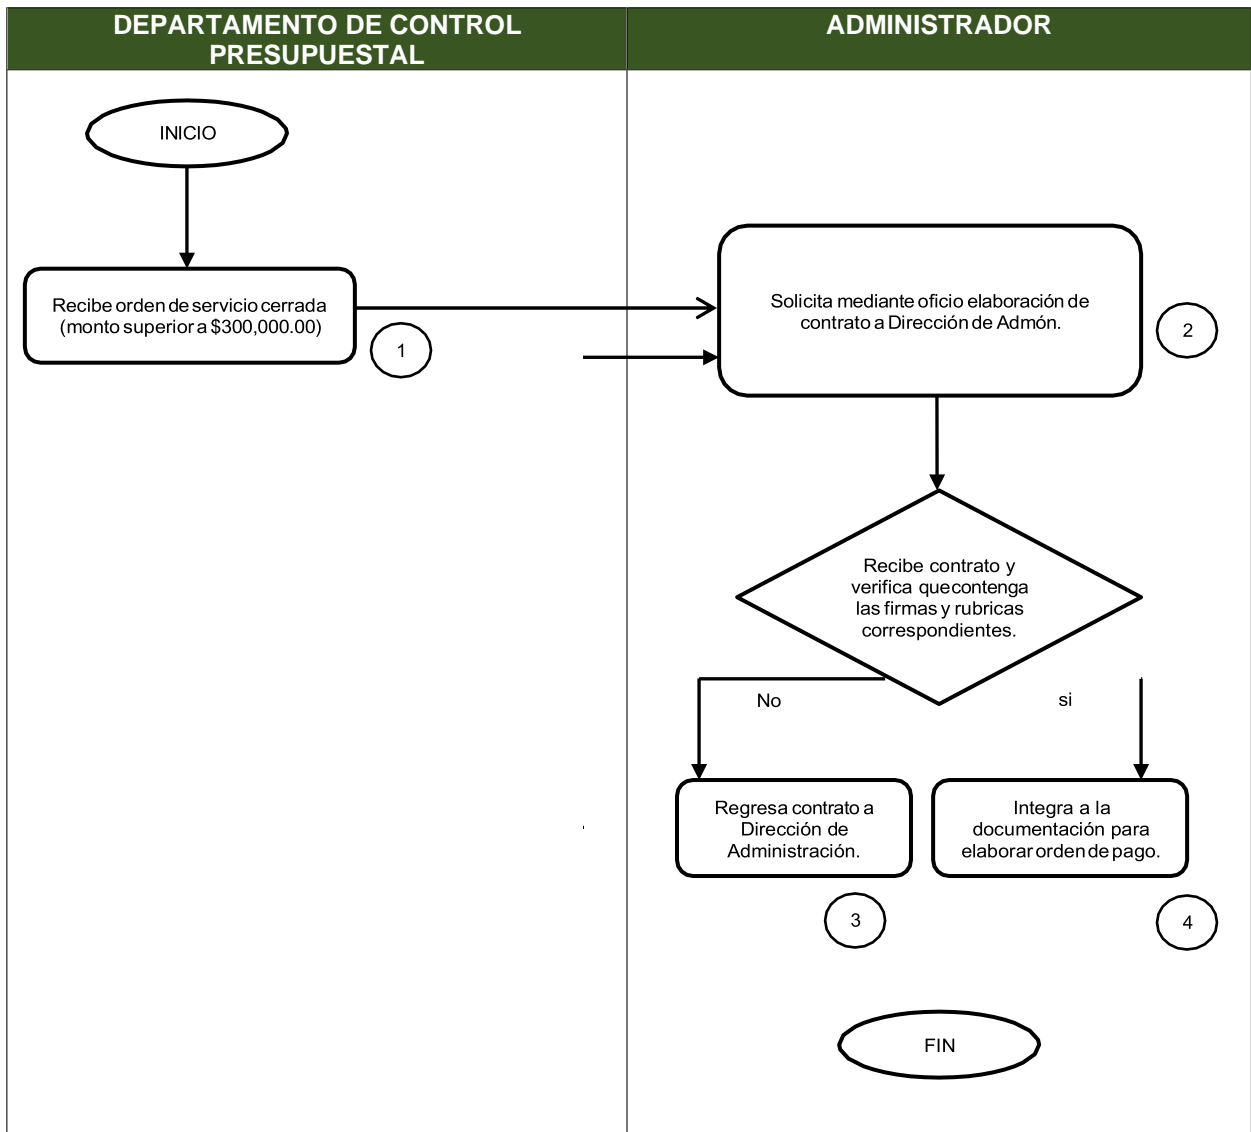 DEPARTAMENTO DE CONTROL
PRESUPUESTAL
ADMINISTRADOR
INICIO
Recibe orden de servicio cerrada
(monto superior a $300,000.00)
1
Solicita mediante oficio elaboración de
contrato a Dirección de Admón.
2
Recibe contrato y
verifica quecontenga
las firmas y rubricas
correspondientes.
No
si
Regresa contrato a
Dirección de
Administración.
Integra a la
documentación para
elaborar orden de pago.
3
4
FIN